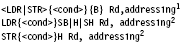 <LDR|STR>{<cond>}{B} Rd,addressing¹
LDR{<cond>}SB|H|SH Rd, addressing²
STR{<cond>}H Rd, addressing²